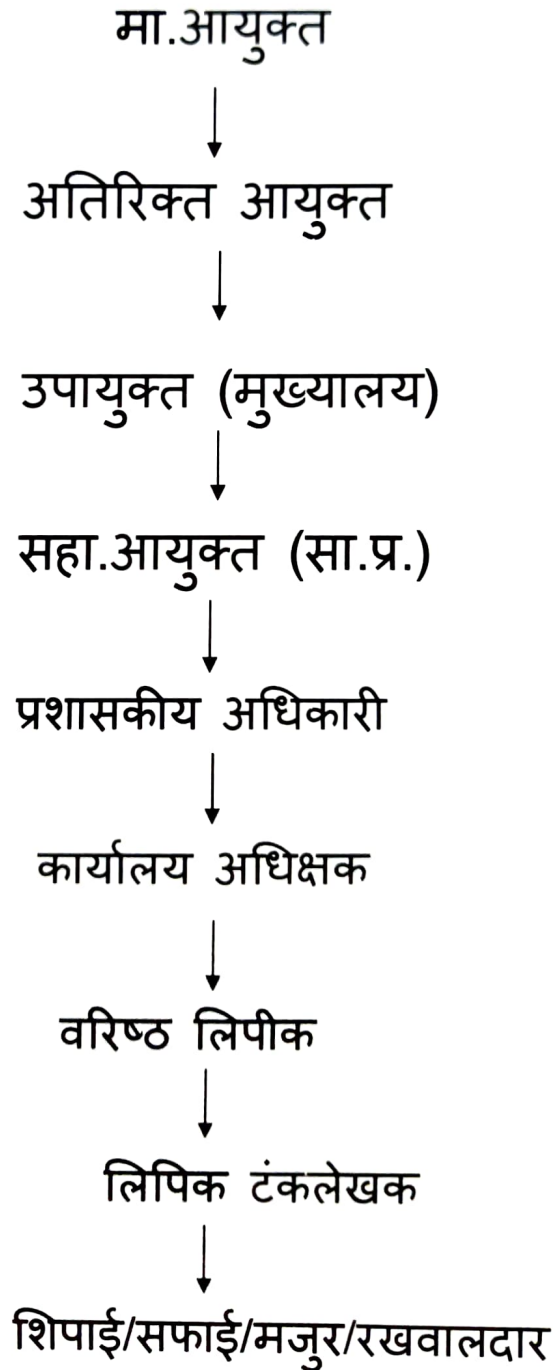 मा.आयुक्त
अतिरिक्त आयुक्त
उपायुक्त (मुख्यालय)
सहा.आयुक्त (सा.प्र.)
प्रशासकीय अधिकारी
कार्यालय अधिक्षक
वरिष्ठ लिपीक
लिपिक टंकलेखक
शिपाई/सफाई/मजुर/रखवालदार